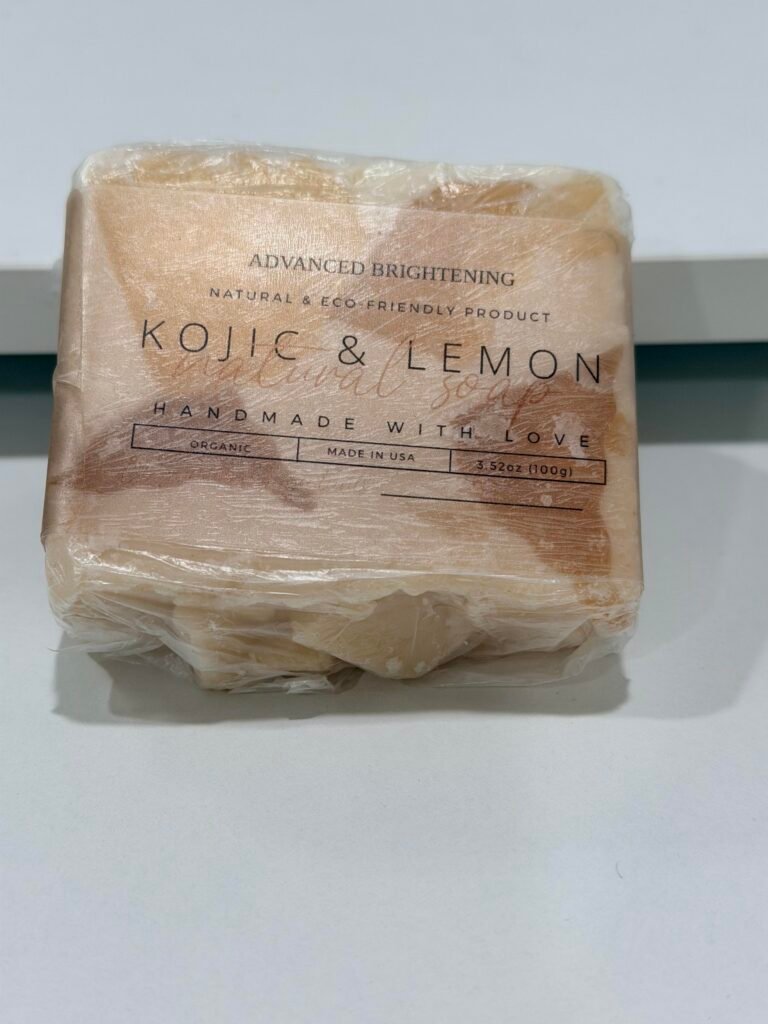 ADVANCED BRIGHTENING
NATURAL & ECO-FRIENDLY PRODUCT
KOJIC & LEMON
natural soap
HANDMADE WITH LOVE
ORGANIC MADE IN USA 3.52oz (100g)